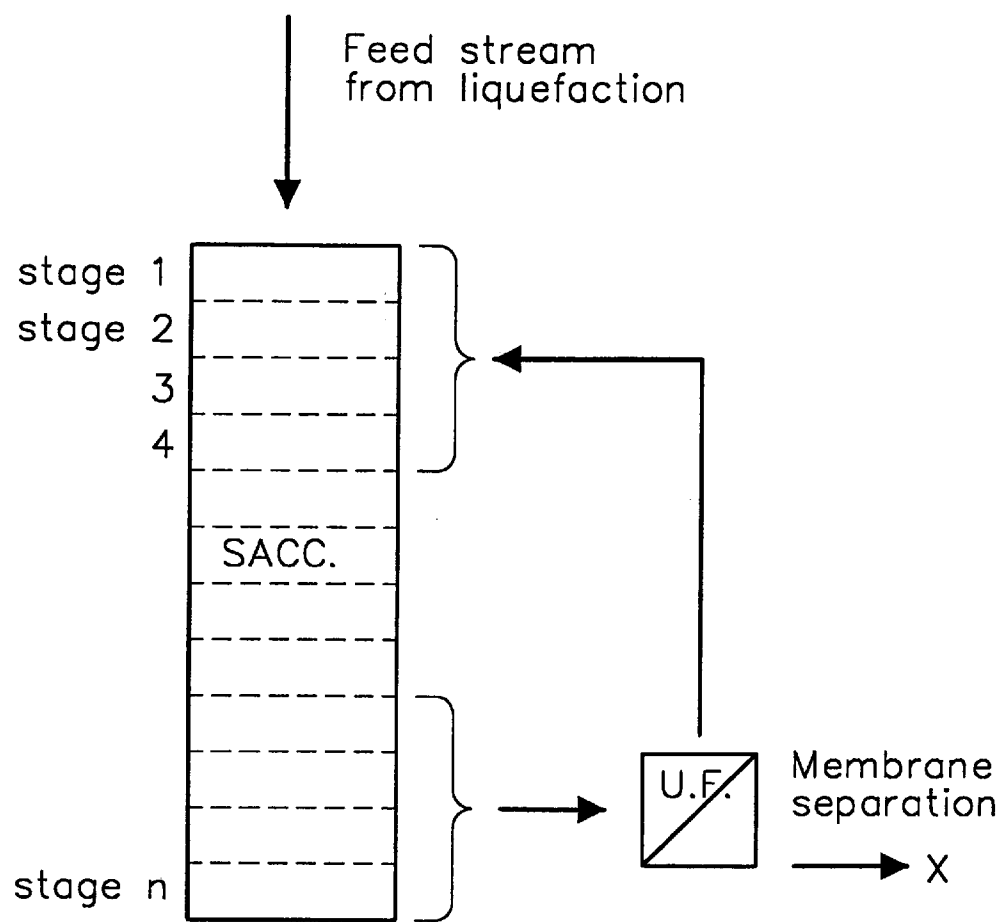 Feed stream
from liquefaction
stage 1
stage 2
3
4
SACC.
U.F.
Membrane
separation
X
stage n